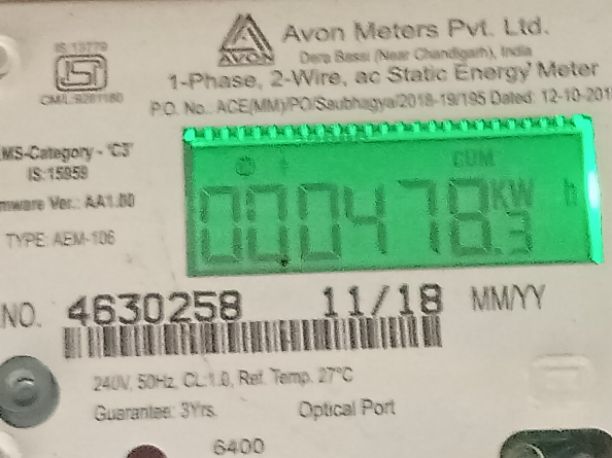 Avon Meters Pvt. Ltd.
AVON
Dera Bassi (Near Chandigarh), India
IS 13779
CM/L-9261160
1-Phase, 2-Wire, ac Static Energy Meter
P.O. No.. ACE(MM)/PO/Saubhagya/2018-19/195 Dated: 12-10-201
MS-Category - 'C3'
IS:15959
mware Ver.: AA1.00
TYPE: AEM-106
CUM
000478.3 KW h
NO. 4630258 11/18 MM/YY
240V, 50Hz, CL:1.0, Ref. Temp. 27°C
Guarantee: 3Yrs. Optical Port
6400